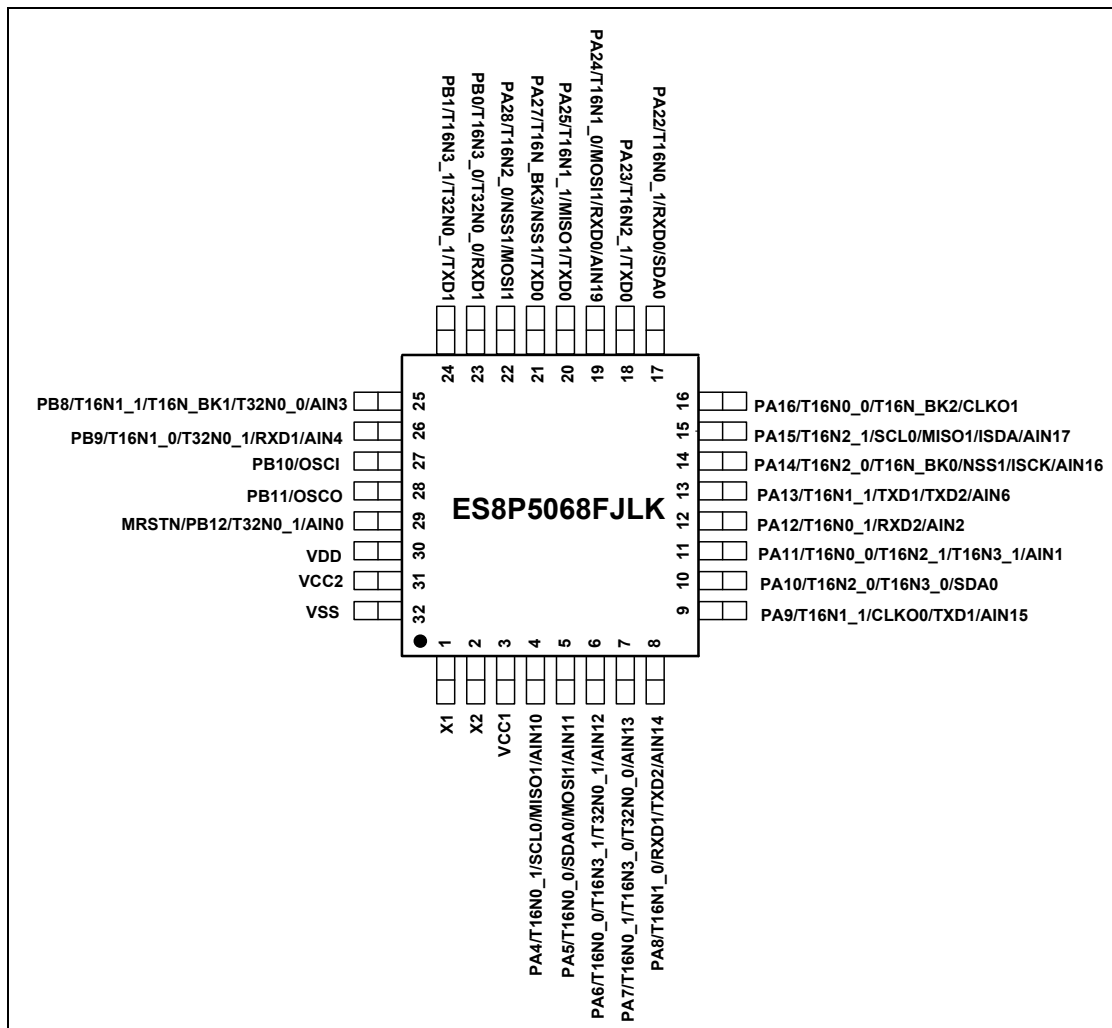 PB1/T16N3_1/T32N0_1/TXD1
PB0/T16N3_0/T32N0_0/RXD1
PA28/T16N2_0/NSS1/MOSI1
PA27/T16N_BK3/NSS1/TXD0
PA25/T16N1_1/MISO1/TXD0
PA24/T16N1_0/MOSI1/RXD0/AIN19
PA23/T16N2_1/TXD0
PA22/T16N0_1/RXD0/SDA0
24
23
22
21
20
19
18
17
PB8/T16N1_1/T16N_BK1/T32N0_0/AIN3
25
PB9/T16N1_0/T32N0_1/RXD1/AIN4
26
PB10/OSCI
27
PB11/OSCO
28
MRSTN/PB12/T32N0_1/AIN0
29
VDD
30
VCC2
31
VSS
32
ES8P5068FJLK
16
PA16/T16N0_0/T16N_BK2/CLKO1
15
PA15/T16N2_1/SCL0/MISO1/ISDA/AIN17
14
PA14/T16N2_0/T16N_BK0/NSS1/ISCK/AIN16
13
PA13/T16N1_1/TXD1/TXD2/AIN6
12
PA12/T16N0_1/RXD2/AIN2
11
PA11/T16N0_0/T16N2_1/T16N3_1/AIN1
10
PA10/T16N2_0/T16N3_0/SDA0
9
PA9/T16N1_1/CLKO0/TXD1/AIN15
1
2
3
4
5
6
7
8
X1
X2
VCC1
PA4/T16N0_1/SCL0/MISO1/AIN10
PA5/T16N0_0/SDA0/MOSI1/AIN11
PA6/T16N0_0/T16N3_1/T32N0_1/AIN12
PA7/T16N0_1/T16N3_0/T32N0_0/AIN13
PA8/T16N1_0/RXD1/TXD2/AIN14